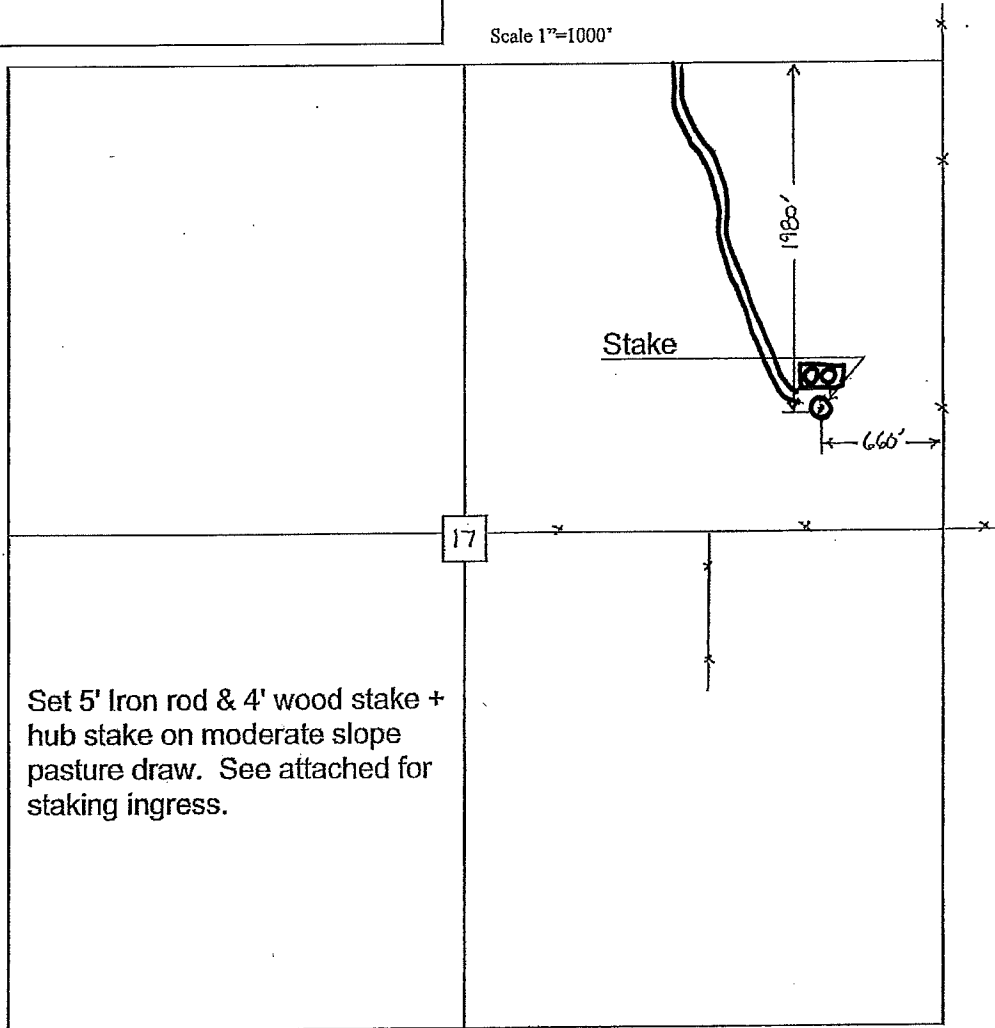 Scale 1"=1000'
1980'
Stake
660'
17
Set 5' Iron rod & 4' wood stake +
hub stake on moderate slope
pasture draw. See attached for
staking ingress.